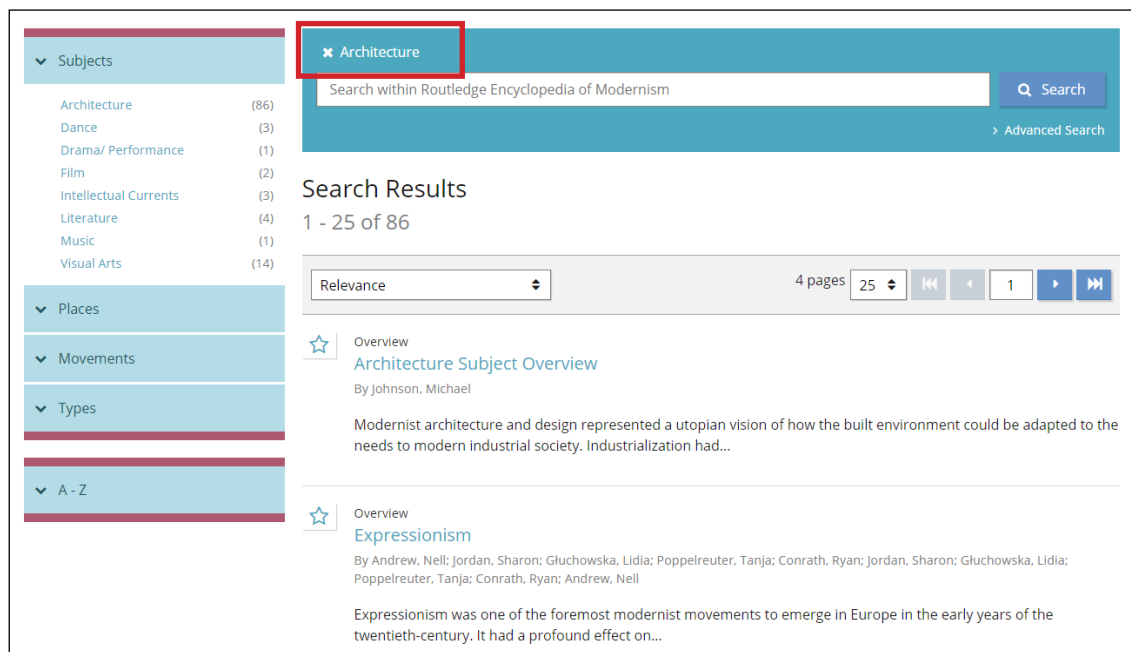 Subjects
Architecture (86)
Dance (3)
Drama/ Performance (1)
Film (2)
Intellectual Currents (3)
Literature (4)
Music (1)
Visual Arts (14)
Places
Movements
Types
A - Z
✖ Architecture
Search within Routledge Encyclopedia of Modernism
Search
> Advanced Search
Search Results
1 - 25 of 86
Relevance 4 pages 25 1
Overview
Architecture Subject Overview
By Johnson, Michael
Modernist architecture and design represented a utopian vision of how the built environment could be adapted to the
needs to modern industrial society. Industrialization had...
Overview
Expressionism
By Andrew, Nell; Jordan, Sharon; Głuchowska, Lidia; Poppelreuter, Tanja; Conrath, Ryan; Jordan, Sharon; Głuchowska, Lidia;
Poppelreuter, Tanja; Conrath, Ryan; Andrew, Nell
Expressionism was one of the foremost modernist movements to emerge in Europe in the early years of the
twentieth-century. It had a profound effect on...